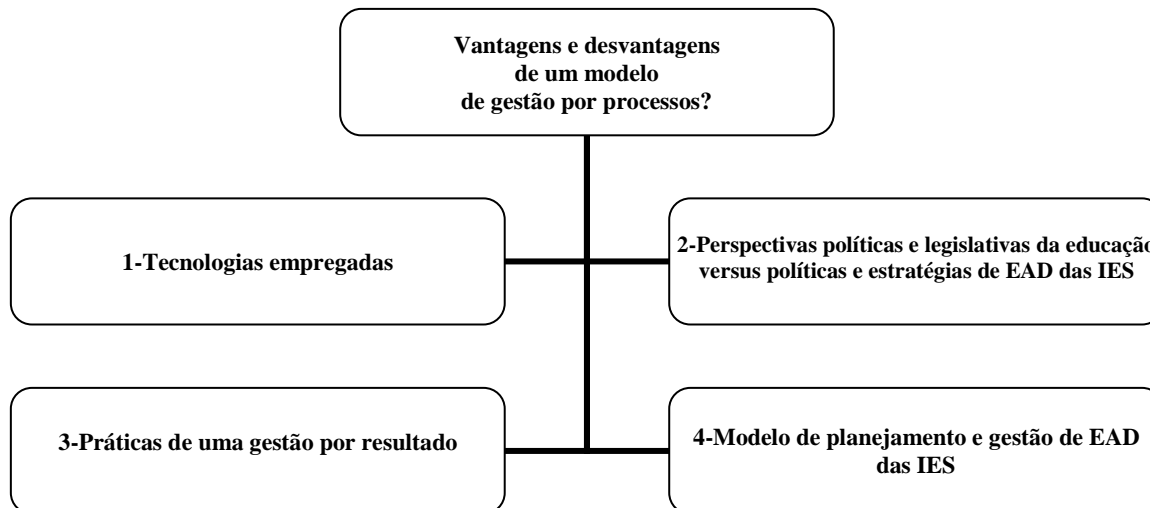 Vantagens e desvantagens
de um modelo
de gestão por processos?
1-Tecnologias empregadas
2-Perspectivas políticas e legislativas da educação
versus políticas e estratégias de EAD das IES
3-Práticas de uma gestão por resultado
4-Modelo de planejamento e gestão de EAD
das IES